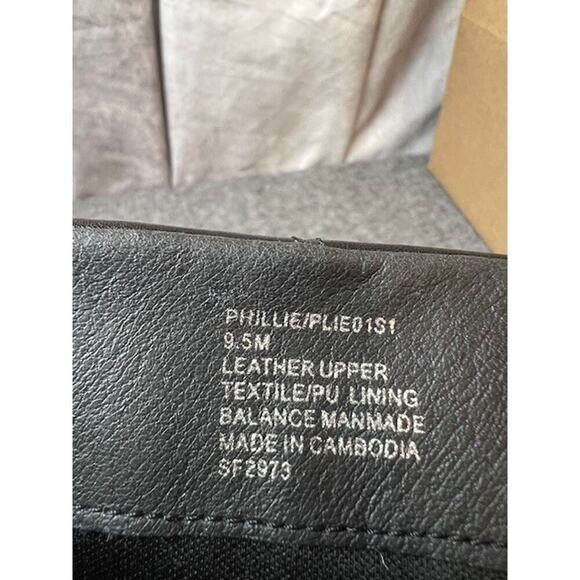 PHILLIE/PLIE01S1
9.5M
LEATHER UPPER
TEXTILE/PU LINING
BALANCE MANMADE
MADE IN CAMBODIA
SF2973